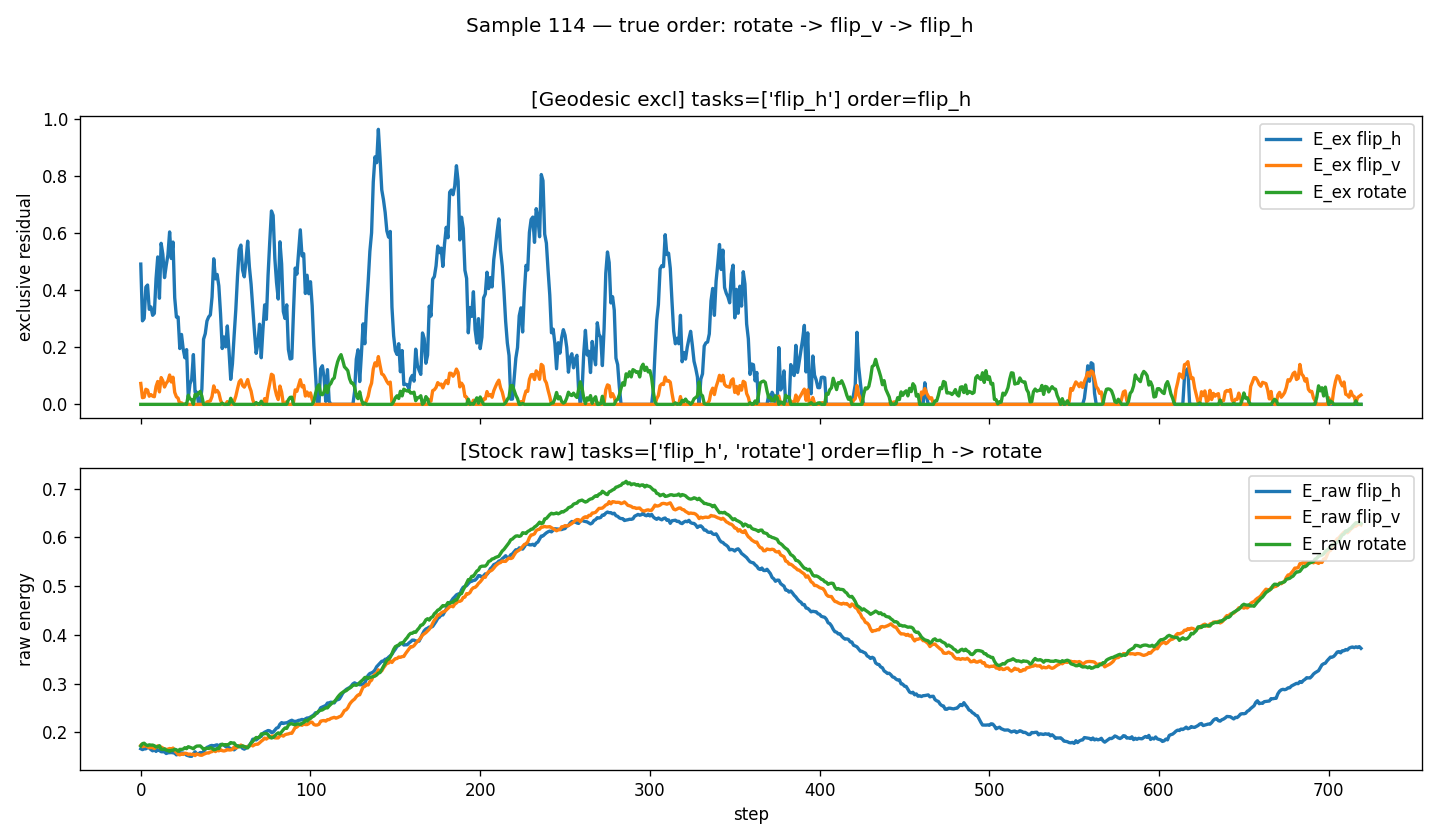 Sample 114 — true order: rotate -> flip_v -> flip_h
[Geodesic excl] tasks=['flip_h'] order=flip_h
exclusive residual
1.0
0.8
0.6
0.4
0.2
0.0
E_ex flip_h
E_ex flip_v
E_ex rotate
[Stock raw] tasks=['flip_h', 'rotate'] order=flip_h -> rotate
raw energy
0.7
0.6
0.5
0.4
0.3
0.2
E_raw flip_h
E_raw flip_v
E_raw rotate
0 100 200 300 400 500 600 700
step